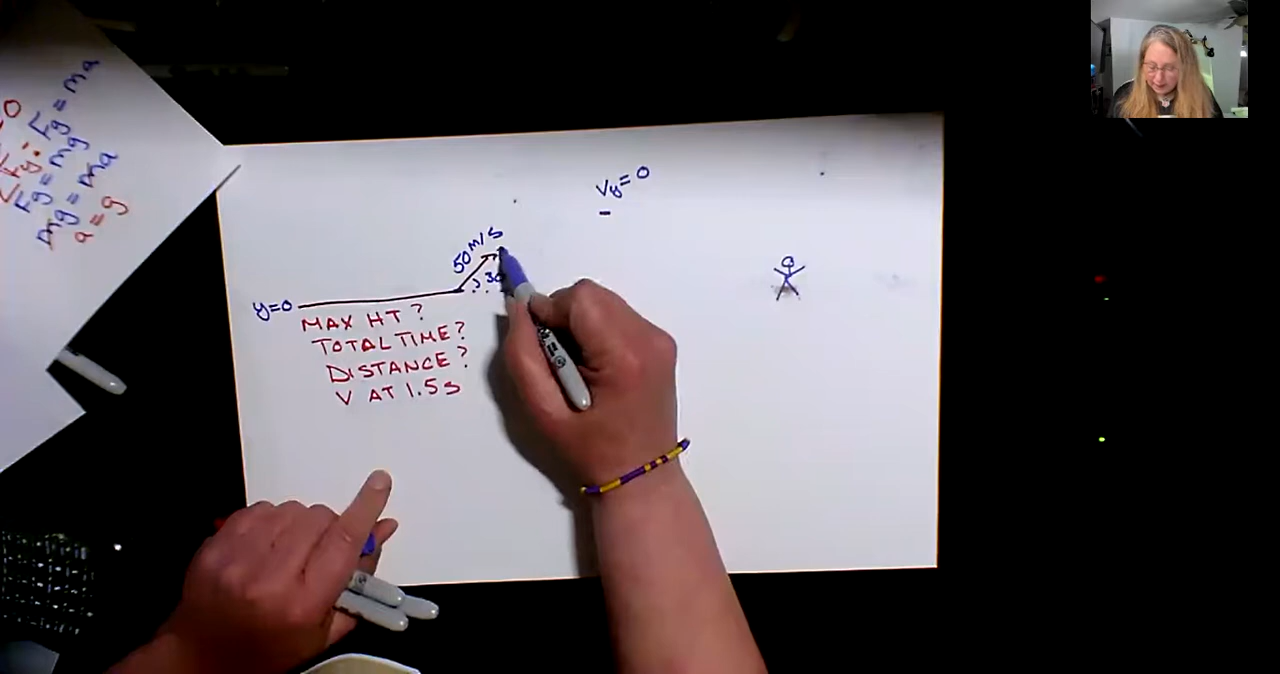 ΣFy: Fg = ma
Fg = mg
mg = ma
a = g
Vy = 0
50 m/s
30
y=0
MAX HT?
TOTAL TIME?
DISTANCE?
V AT 1.5s